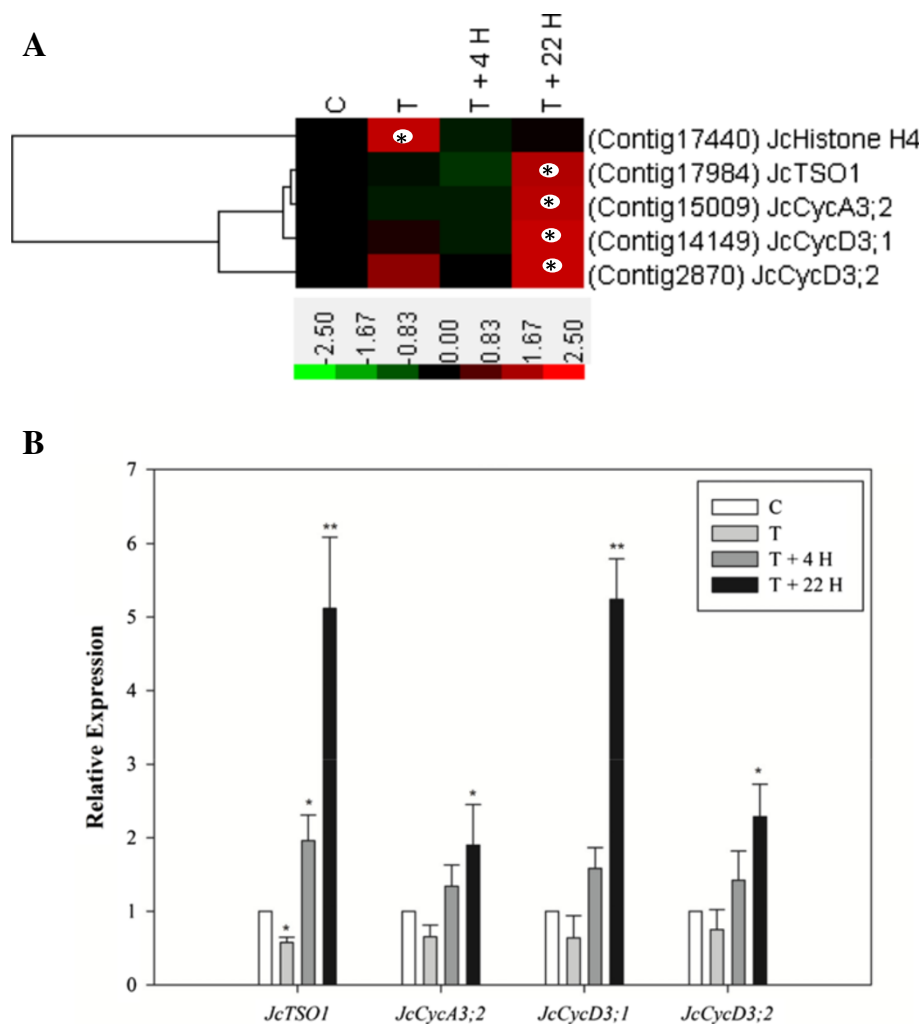 A
C T T + 4 H T + 22 H
* (Contig17440) JcHistone H4
* (Contig17984) JcTSO1
* (Contig15009) JcCycA3;2
* (Contig14149) JcCycD3;1
* (Contig2870) JcCycD3;2
-2.50 -1.67 -0.83 0.00 0.83 1.67 2.50
B
Relative Expression
7
6
5
4
3
2
1
0
C
T
T + 4 H
T + 22 H
* * **
*
**
*
JcTSO1 JcCycA3;2 JcCycD3;1 JcCycD3;2